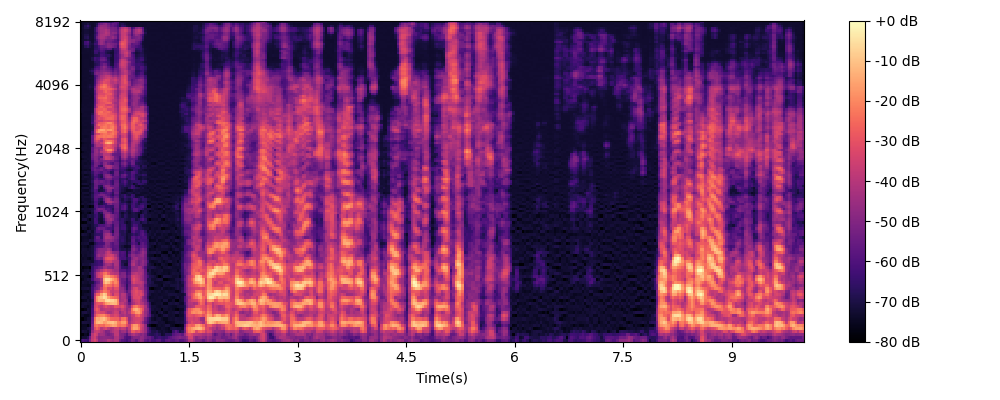 8192
4096
2048
1024
512
0
Frequency(Hz)
0
1.5
3
4.5
6
7.5
9
Time(s)
+0 dB
-10 dB
-20 dB
-30 dB
-40 dB
-50 dB
-60 dB
-70 dB
-80 dB